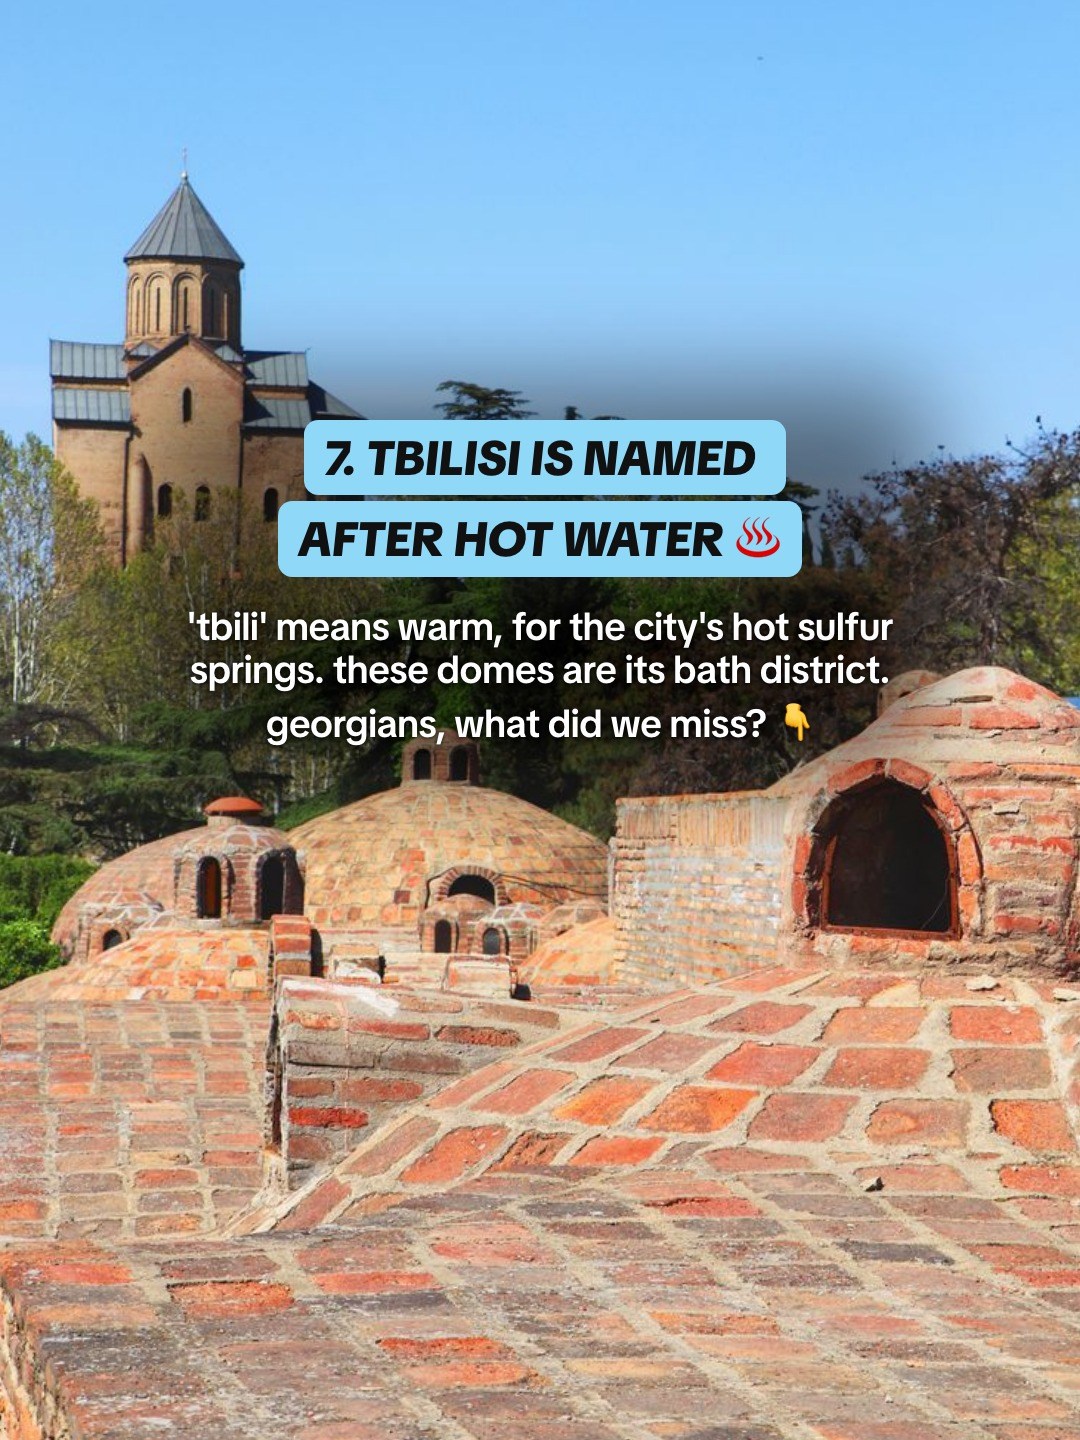 7. TBILISI IS NAMED
AFTER HOT WATER ♨️
'tbili' means warm, for the city's hot sulfur
springs. these domes are its bath district.
georgians, what did we miss? 👇